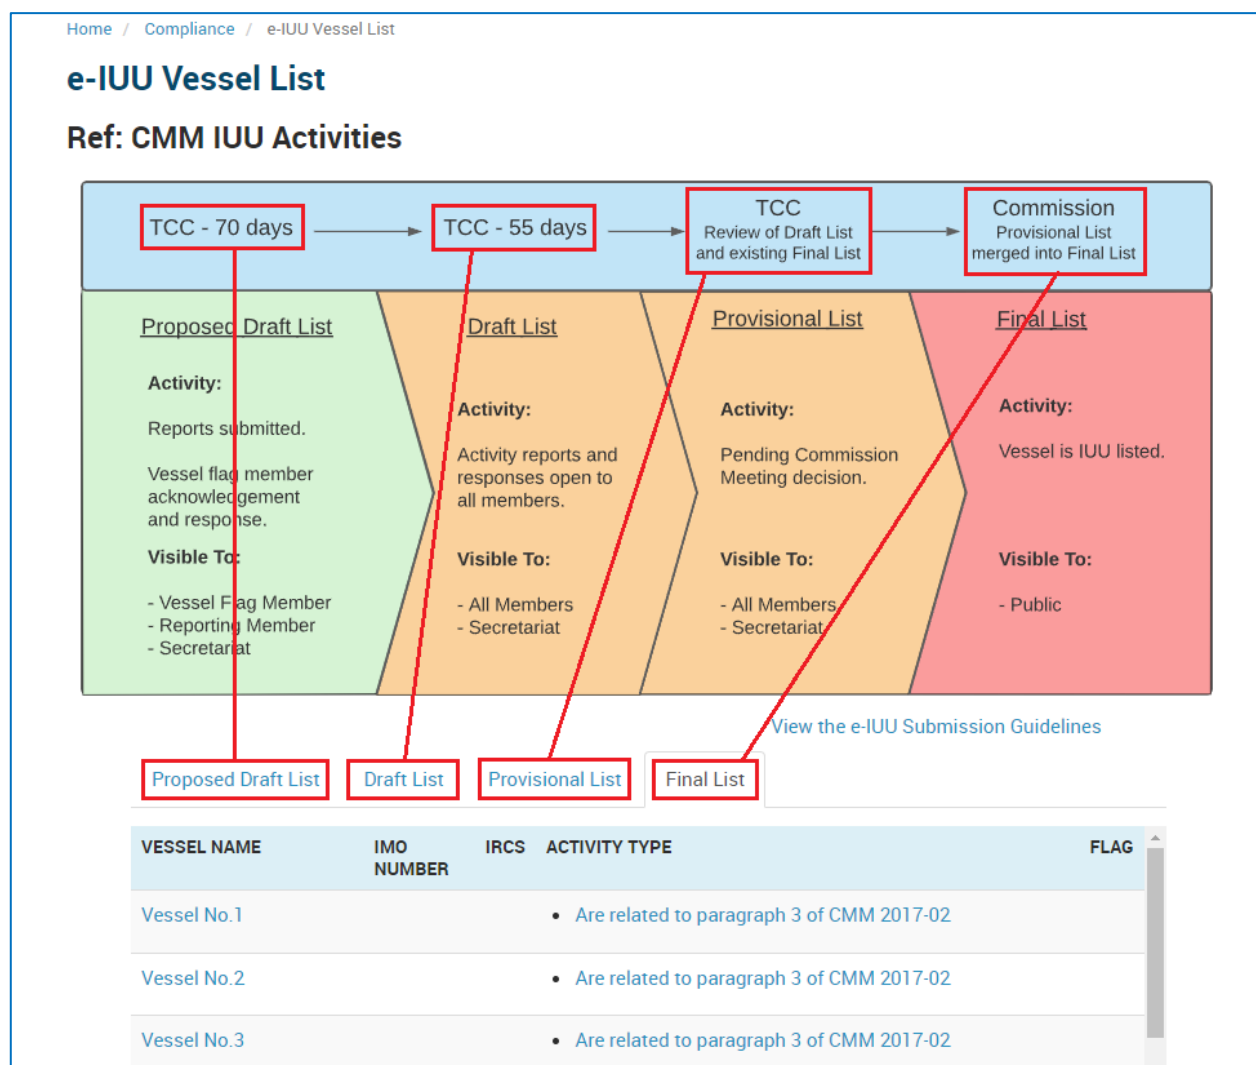 Home / Compliance / e-IUU Vessel List
e-IUU Vessel List
Ref: CMM IUU Activities
TCC - 70 days
TCC - 55 days
TCC
Review of Draft List
and existing Final List
Commission
Provisional List
merged into Final List
Proposed Draft List
Activity:
Reports submitted.
Vessel flag member
acknowledgement
and response.
Visible To:
- Vessel Flag Member
- Reporting Member
- Secretariat
Draft List
Activity:
Activity reports and
responses open to
all members.
Visible To:
- All Members
- Secretariat
Provisional List
Activity:
Pending Commission
Meeting decision.
Visible To:
- All Members
- Secretariat
Final List
Activity:
Vessel is IUU listed.
Visible To:
- Public
View the e-IUU Submission Guidelines
Proposed Draft List Draft List Provisional List Final List
VESSEL NAME IMO NUMBER IRCS ACTIVITY TYPE FLAG
Vessel No.1 • Are related to paragraph 3 of CMM 2017-02
Vessel No.2 • Are related to paragraph 3 of CMM 2017-02
Vessel No.3 • Are related to paragraph 3 of CMM 2017-02